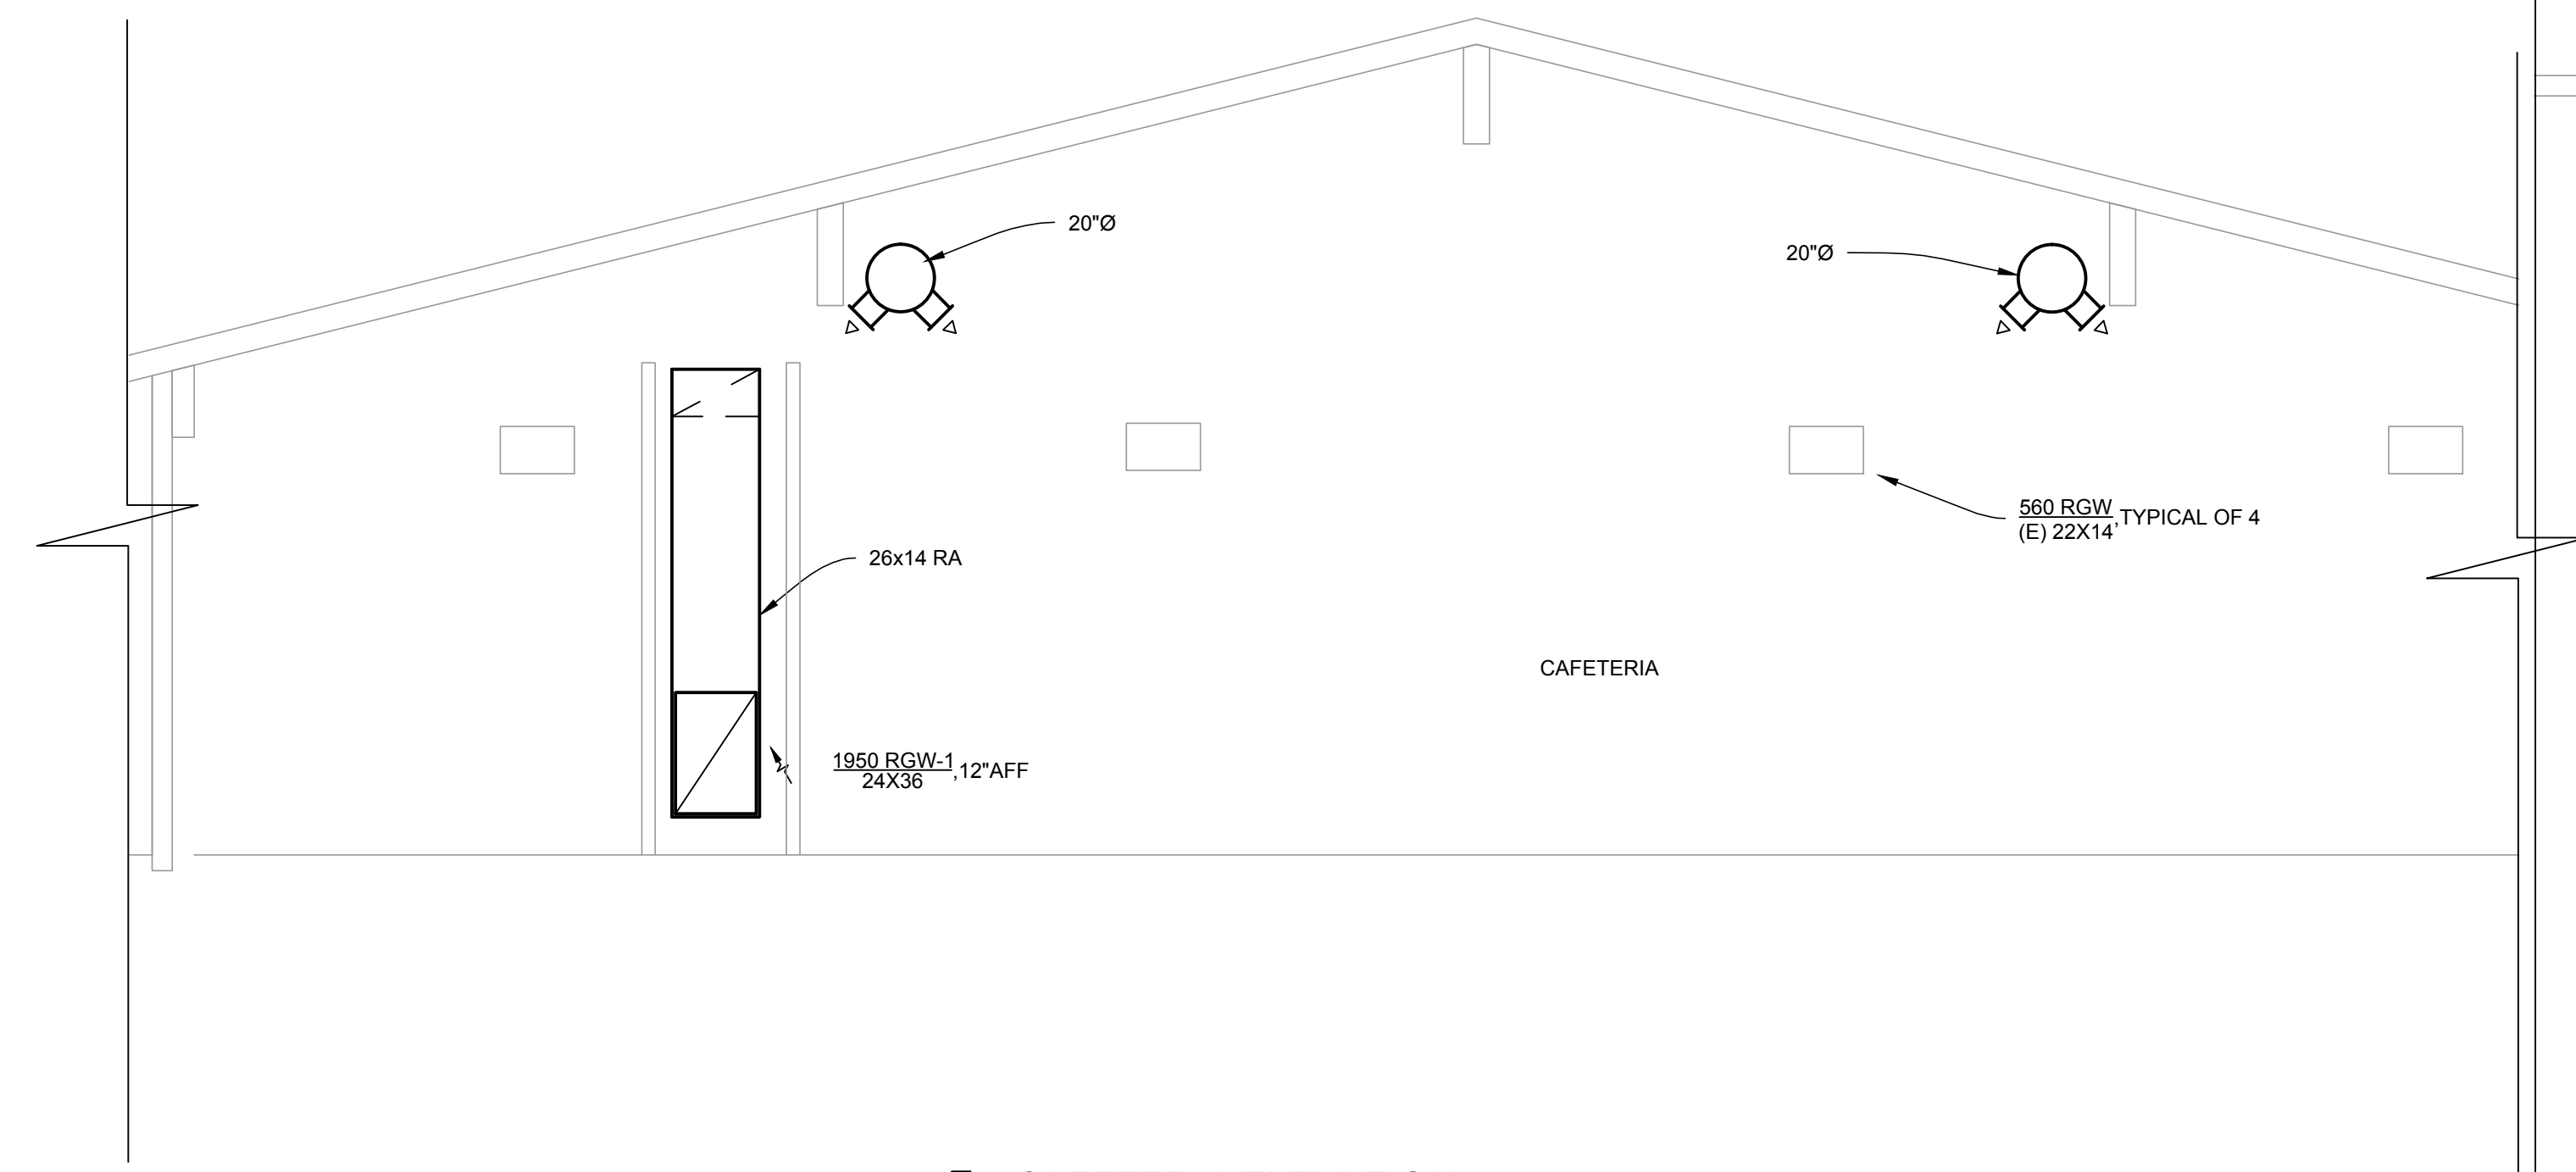 20"Ø
20"Ø
560 RGW
(E) 22X14
,TYPICAL OF 4
26x14 RA
CAFETERIA
1950 RGW-1
24X36
,12"AFF